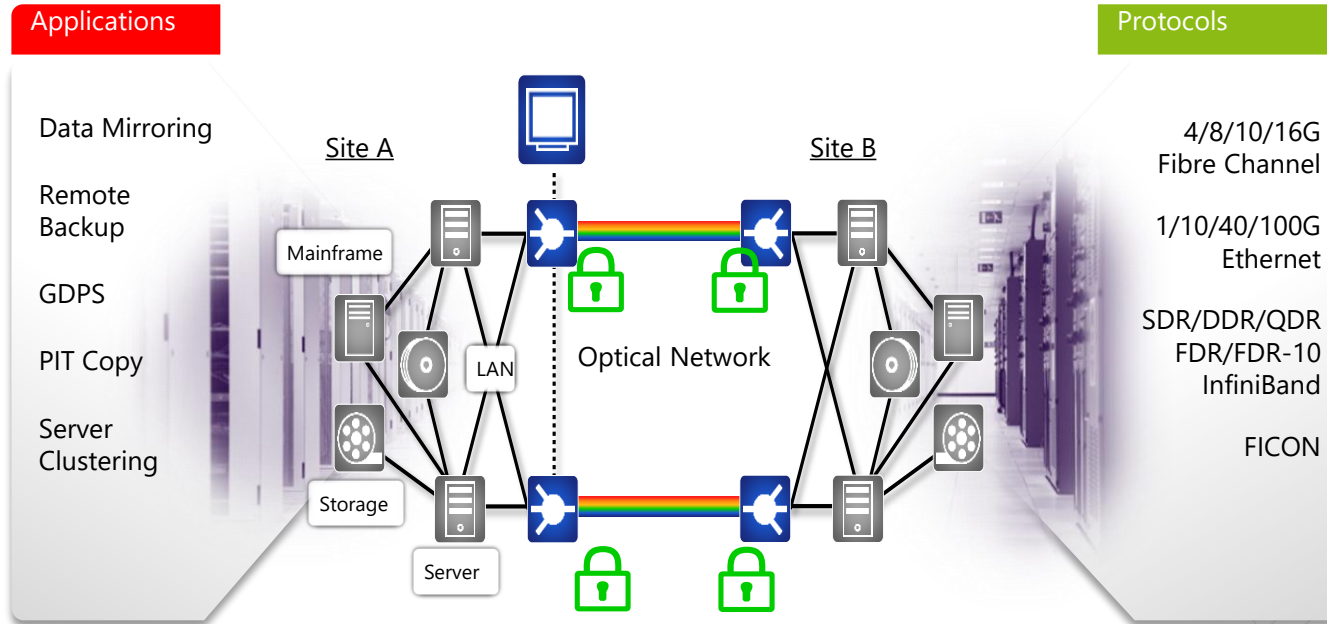 Applications
Protocols
Data Mirroring
Remote
Backup
GDPS
PIT Copy
Server
Clustering
Site A
Site B
Mainframe
LAN
Optical Network
Storage
Server
4/8/10/16G
Fibre Channel
1/10/40/100G
Ethernet
SDR/DDR/QDR
FDR/FDR-10
InfiniBand
FICON